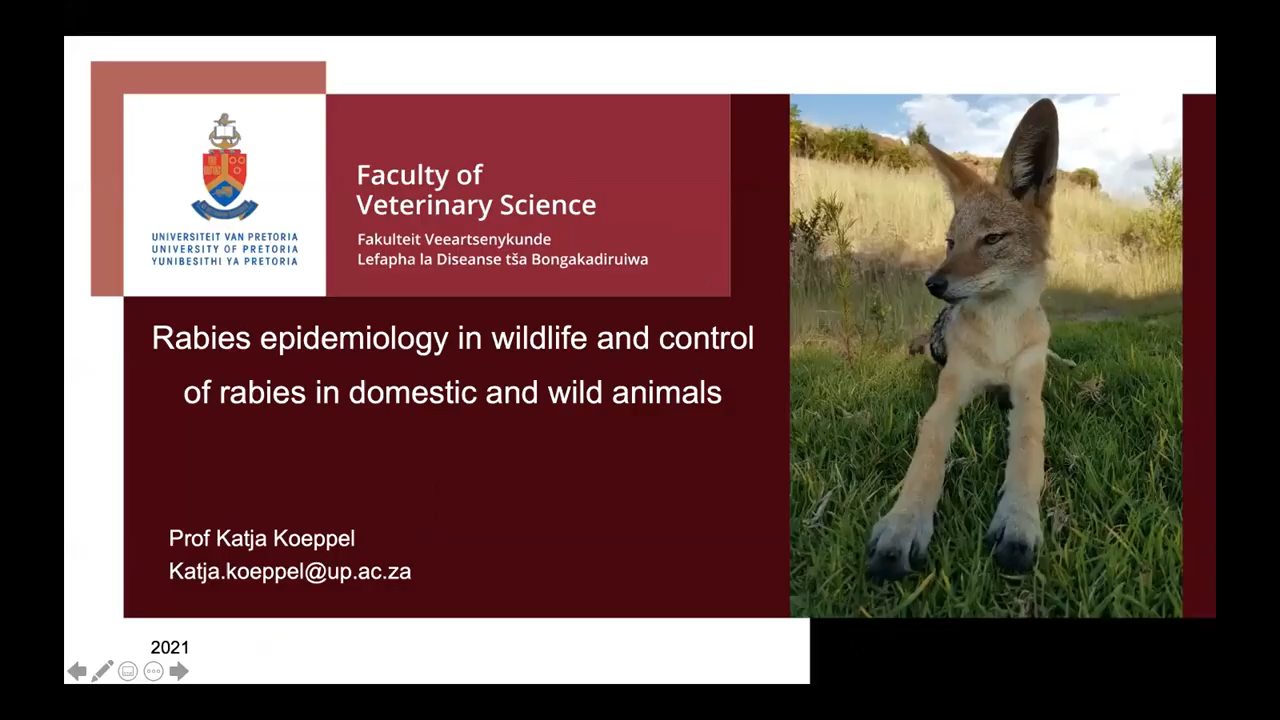 UNIVERSITEIT VAN PRETORIA
UNIVERSITY OF PRETORIA
YUNIBESITHI YA PRETORIA
Faculty of
Veterinary Science
Fakulteit Veeartsenykunde
Lefapha la Diseanse tša Bongakadiruiwa
Rabies epidemiology in wildlife and control
of rabies in domestic and wild animals
Prof Katja Koeppel
Katja.koeppel@up.ac.za
2021